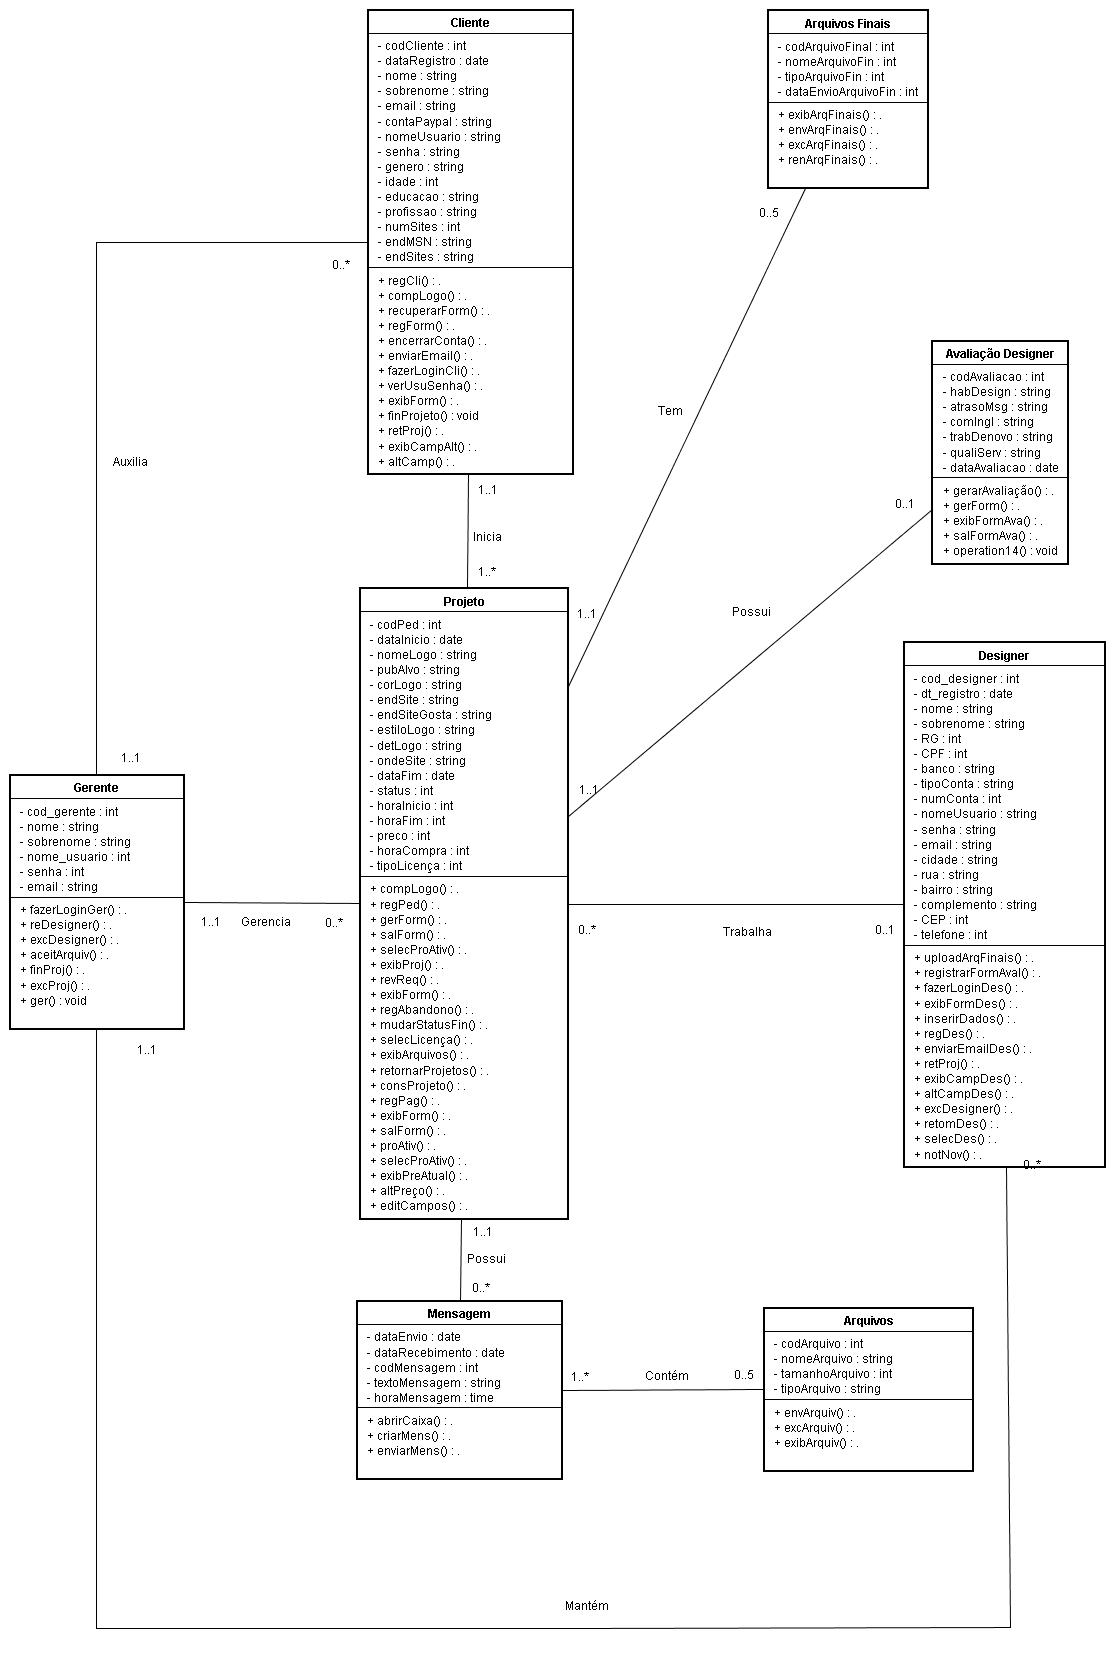 Cliente
- codCliente : int
- dataRegistro : date
- nome : string
- sobrenome : string
- email : string
- contaPaypal : string
- nomeUsuario : string
- senha : string
- genero : string
- idade : int
- educacao : string
- profissao : string
- numSites : int
- endMSN : string
- endSites : string
+ regCli() : .
+ compLogo() : .
+ recuperarForm() : .
+ regForm() : .
+ encerrarConta() : .
+ enviarEmail() : .
+ fazerLoginCli() : .
+ verUsuSenha() : .
+ exibForm() : .
+ finProjeto() : void
+ retProj() : .
+ exibCampAlt() : .
+ altCamp() : .
Arquivos Finais
- codArquivoFinal : int
- nomeArquivoFin : int
- tipoArquivoFin : int
- dataEnvioArquivoFin : int
+ exibArqFinais() : .
+ envArqFinais() : .
+ excArqFinais() : .
+ renArqFinais() : .
0..5
0..*
Tem
Auxilia
1..1
Inicia
1..*
1..1
Avaliação Designer
- codAvaliacao : int
- habDesign : string
- atrasoMsg : string
- comIngl : string
- trabDenovo : string
- qualiServ : string
- dataAvaliacao : date
+ gerarAvaliação() : .
+ gerForm() : .
+ exibFormAva() : .
+ salFormAva() : .
+ operation14() : void
0..1
Possui
1..1
Projeto
- codPed : int
- dataInicio : date
- nomeLogo : string
- pubAlvo : string
- corLogo : string
- endSite : string
- endSiteGosta : string
- estiloLogo : string
- detLogo : string
- ondeSite : string
- dataFim : date
- status : int
- horaInicio : int
- horaFim : int
- preco : int
- horaCompra : int
- tipoLicença : int
+ compLogo() : .
+ regPed() : .
+ gerForm() : .
+ salForm() : .
+ selecProAtiv() : .
+ exibProj() : .
+ revReq() : .
+ exibForm() : .
+ regAbandono() : .
+ mudarStatusFin() : .
+ selecLicença() : .
+ exibArquivos() : .
+ retornarProjetos() : .
+ consProjeto() : .
+ regPag() : .
+ exibForm() : .
+ salForm() : .
+ proAtiv() : .
+ selecProAtiv() : .
+ exibPreAtual() : .
+ altPreço() : .
+ editCampos() : .
Designer
- cod_designer : int
- dt_registro : date
- nome : string
- sobrenome : string
- RG : int
- CPF : int
- banco : string
- tipoConta : string
- numConta : int
- nomeUsuario : string
- senha : string
- email : string
- cidade : string
- rua : string
- bairro : string
- complemento : string
- CEP : int
- telefone : int
+ uploadArqFinais() : .
+ registrarFormAval() : .
+ fazerLoginDes() : .
+ exibFormDes() : .
+ inserirDados() : .
+ regDes() : .
+ enviarEmailDes() : .
+ retProj() : .
+ exibCampDes() : .
+ altCampDes() : .
+ excDesigner() : .
+ retornDes() : .
+ selecDes() : .
+ notNov() : .
0..*
1..1
Gerente
- cod_gerente : int
- nome : string
- sobrenome : string
- nome_usuario : int
- senha : int
- email : string
+ fazerLoginGer() : .
+ reDesigner() : .
+ excDesigner() : .
+ aceitArquiv() : .
+ finProj() : .
+ excProj() : .
+ ger() : void
1..1
1..1 Gerencia 0..*
0..* Trabalha 0..1
1..1
Possui
0..*
Mensagem
- dataEnvio : date
- dataRecebimento : date
- codMensagem : int
- textoMensagem : string
- horaMensagem : time
+ abrirCaixa() : .
+ criarMens() : .
+ enviarMens() : .
1..* Contém 0..5
Arquivos
- codArquivo : int
- nomeArquivo : string
- tamanhoArquivo : int
- tipoArquivo : string
+ envArquiv() : .
+ excArquiv() : .
+ exibArquiv() : .
Mantém